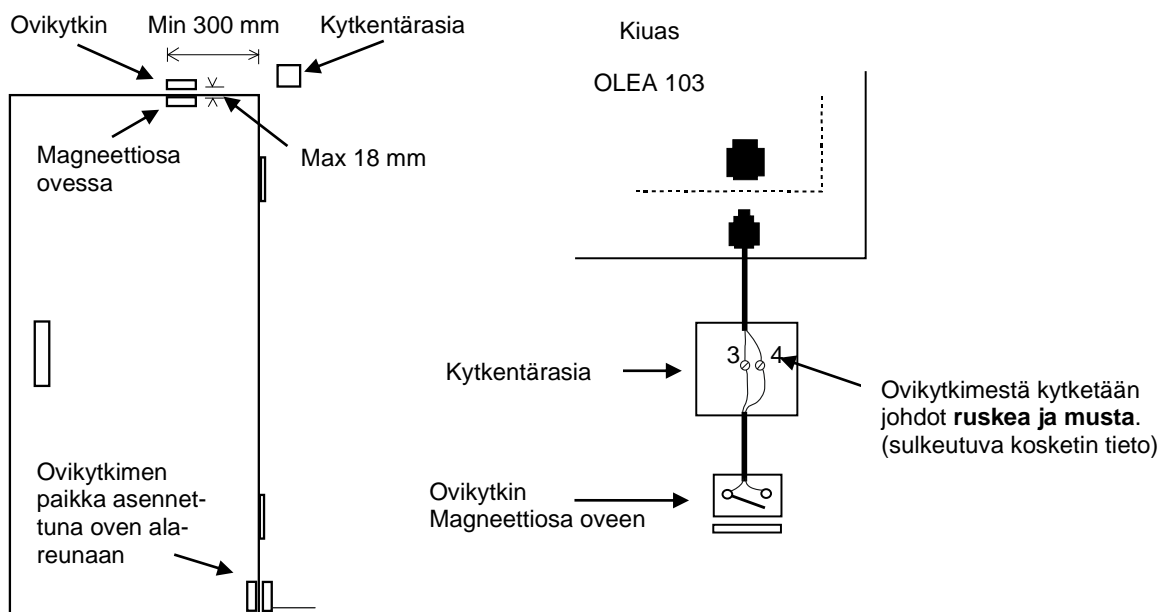 Ovikytkin
Min 300 mm
Kytkentärasia
Magneettiosa
ovessa
Max 18 mm
Ovikytkimen
paikka asennet-
tuna oven ala-
reunaan
Kiuas
OLEA 103
3 4
Kytkentärasia
Ovikytkimestä kytketään
johdot ruskea ja musta.
(sulkeutuva kosketin tieto)
Ovikytkin
Magneettiosa oveen